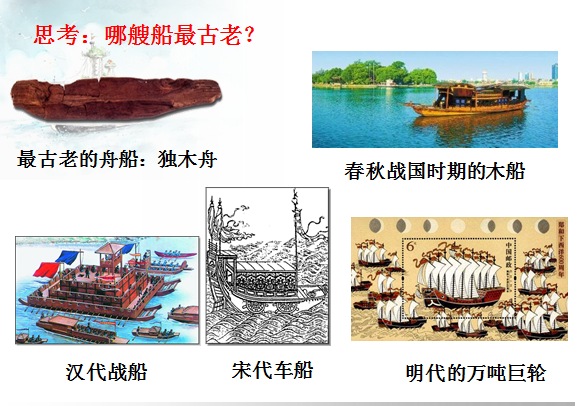 思考：哪艘船最古老？
最古老的舟船：独木舟
春秋战国时期的木船
汉代战船
宋代车船
明代的万吨巨轮
6元
中国邮政